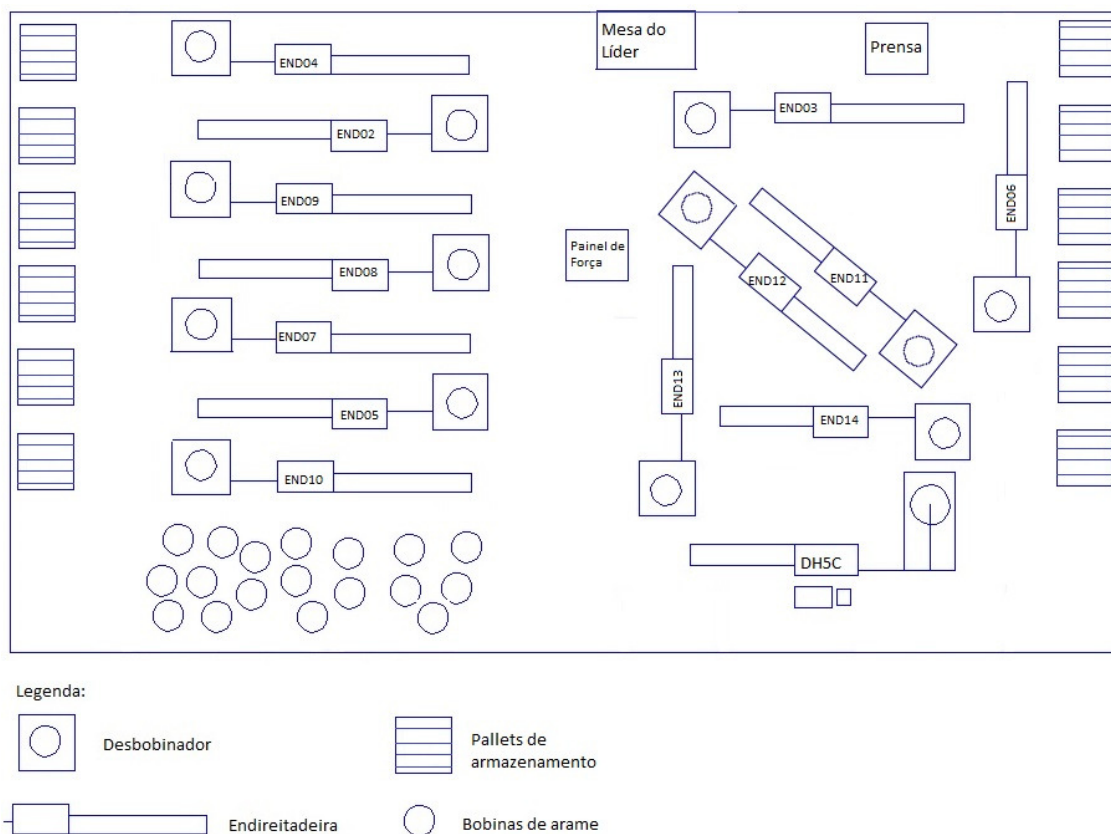 Mesa do
Líder
Prensa
END04
END03
END02
END06
END09
Painel de
Força
END08
END12
END11
END07
END13
END05
END14
END10
DH5C
Legenda:
Desbobinador
Pallets de
armazenamento
Endireitadeira
Bobinas de arame